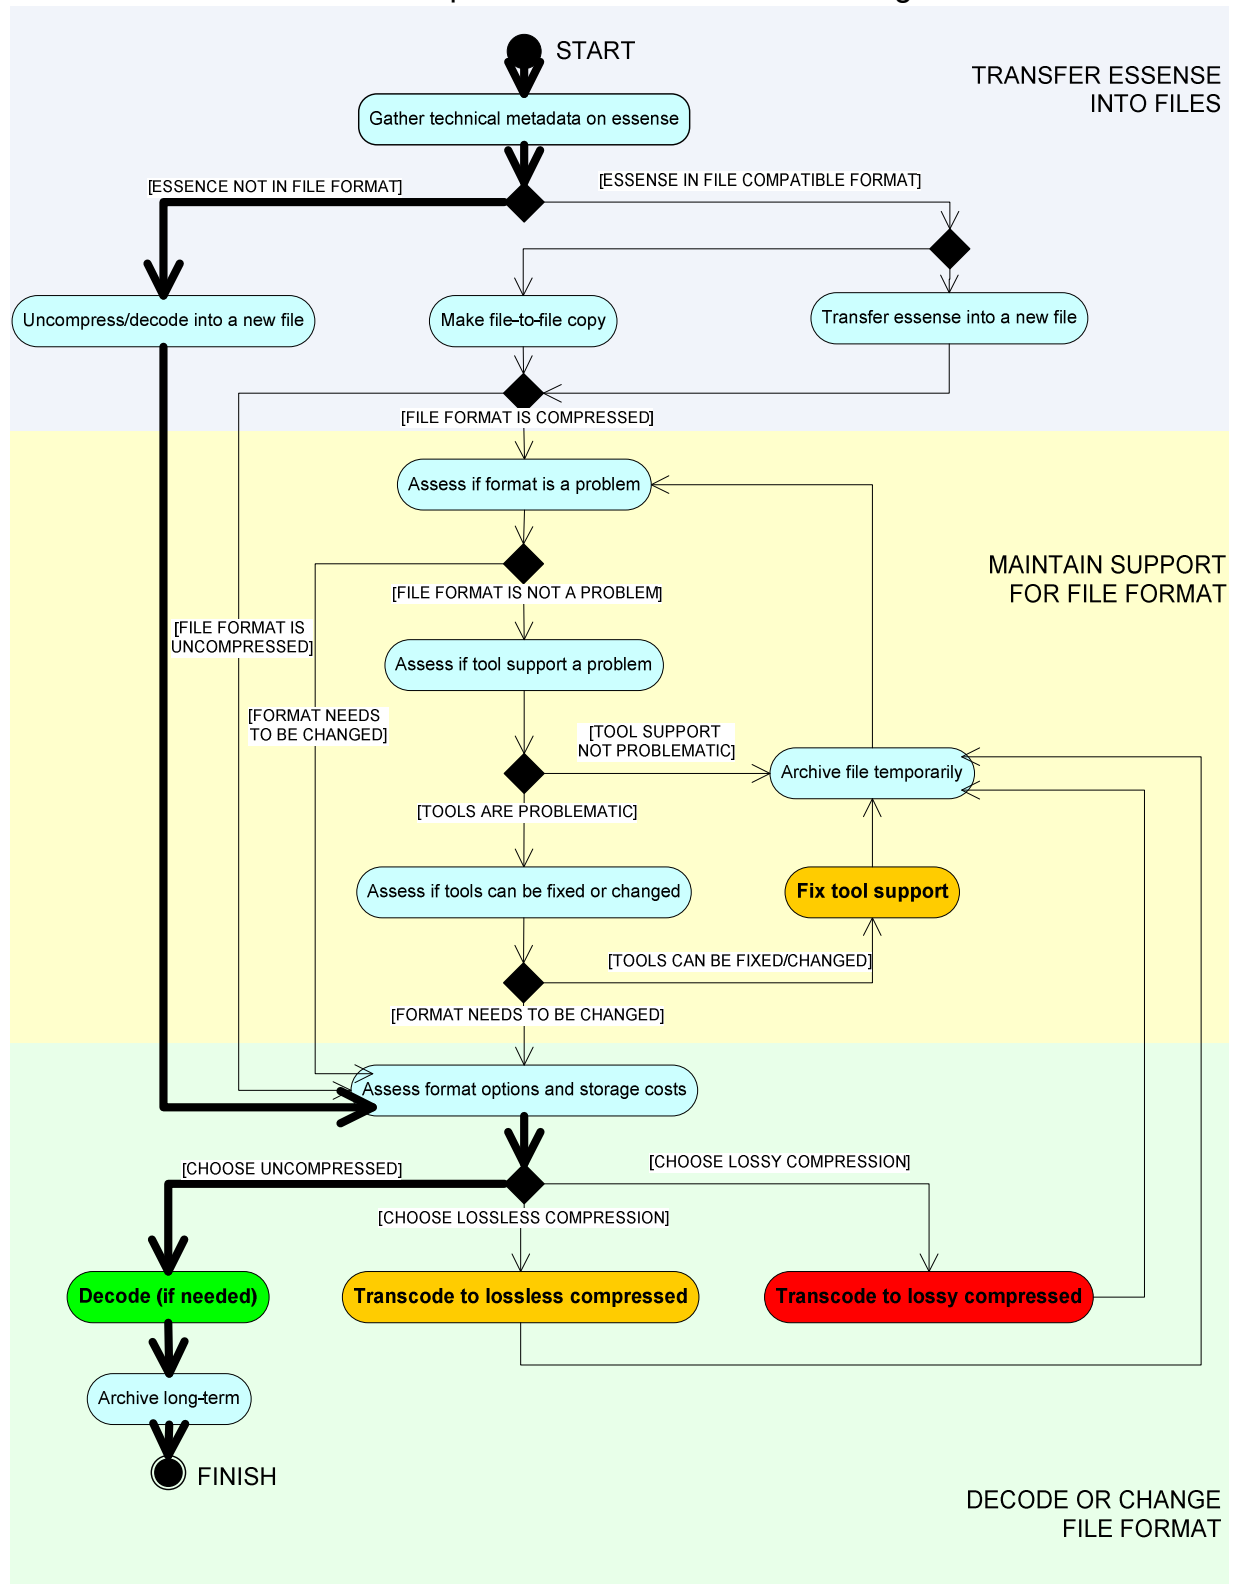 START
TRANSFER ESSENSE
INTO FILES
Gather technical metadata on essense
[ESSENCE NOT IN FILE FORMAT]
[ESSENSE IN FILE COMPATIBLE FORMAT]
Uncompress/decode into a new file
Make file-to-file copy
Transfer essense into a new file
[FILE FORMAT IS COMPRESSED]
Assess if format is a problem
MAINTAIN SUPPORT
FOR FILE FORMAT
[FILE FORMAT IS NOT A PROBLEM]
[FILE FORMAT IS
UNCOMPRESSED]
Assess if tool support a problem
[FORMAT NEEDS
TO BE CHANGED]
[TOOL SUPPORT
NOT PROBLEMATIC]
Archive file temporarily
[TOOLS ARE PROBLEMATIC]
Assess if tools can be fixed or changed
Fix tool support
[TOOLS CAN BE FIXED/CHANGED]
[FORMAT NEEDS TO BE CHANGED]
Assess format options and storage costs
[CHOOSE UNCOMPRESSED]
[CHOOSE LOSSY COMPRESSION]
[CHOOSE LOSSLESS COMPRESSION]
Decode (if needed)
Transcode to lossless compressed
Transcode to lossy compressed
Archive long-term
FINISH
DECODE OR CHANGE
FILE FORMAT